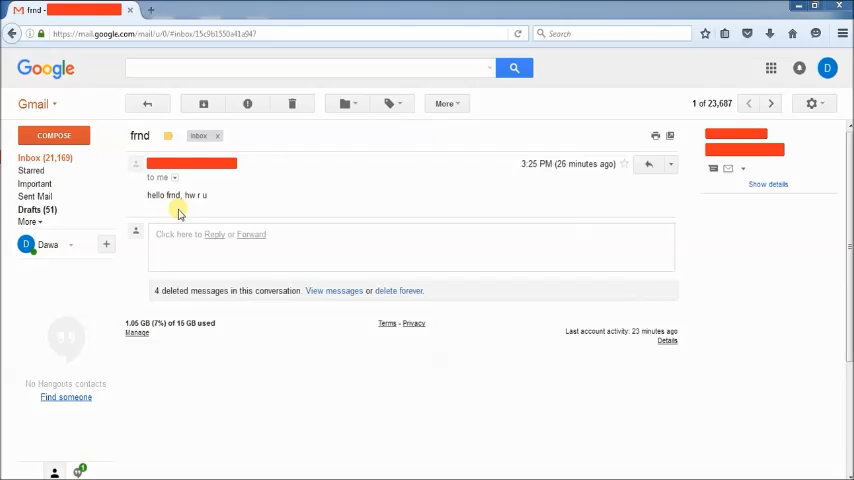 frnd -
https://mail.google.com/mail/u/0/#inbox/15c9b1550a41a947
Search
Google
D
Gmail
More
1 of 23,687
COMPOSE
frnd
Inbox x
Inbox (21,169)
Starred
Important
Sent Mail
Drafts (51)
More
3:25 PM (26 minutes ago)
to me
hello frnd, hw r u
Show details
Click here to Reply or Forward
D
Dawa
4 deleted messages in this conversation. View messages or delete forever.
1.05 GB (7%) of 15 GB used
Manage
Terms - Privacy
Last account activity: 23 minutes ago
Details
No Hangouts contacts
Find someone
1